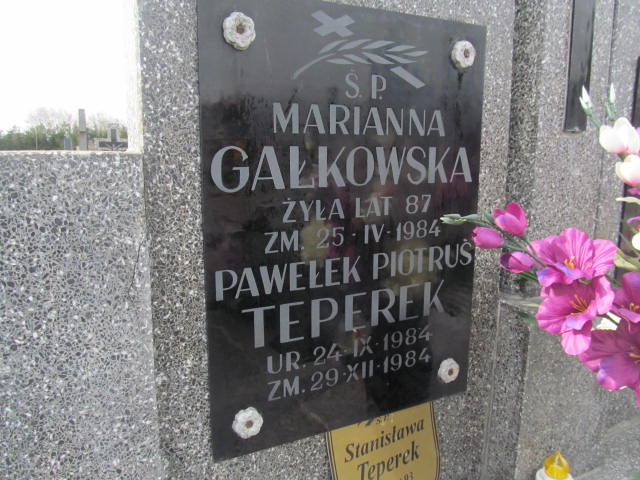 Ś.P.
MARIANNA
GAŁKOWSKA
ŻYŁA LAT 87
ZM. 25-IV-1984
PAWEŁEK PIOTRUŚ
TEPEREK
UR. 24-IX-1984
ZM. 29-XII-1984
Ś.P.
Stanisława
Teperek